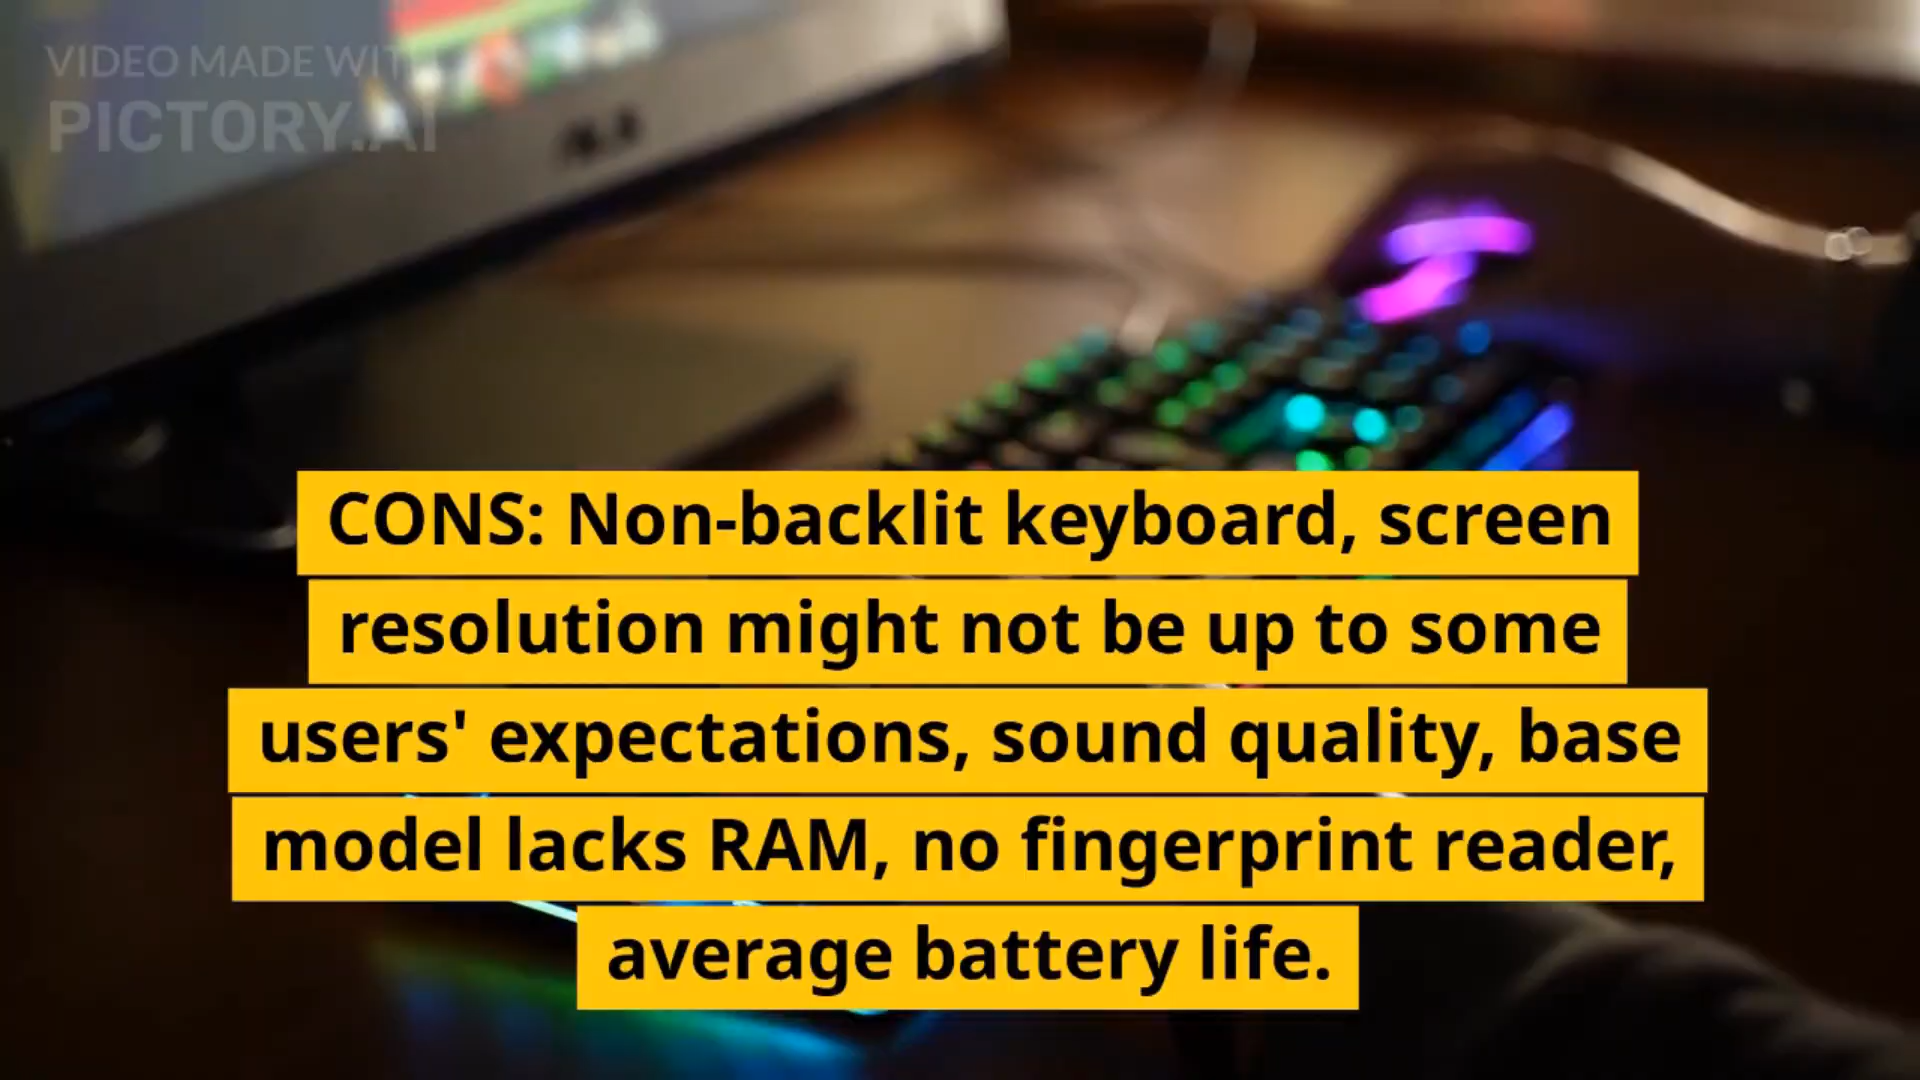 VIDEO MADE WITH
PICTORY.AI
CONS: Non-backlit keyboard, screen
resolution might not be up to some
users' expectations, sound quality, base
model lacks RAM, no fingerprint reader,
average battery life.